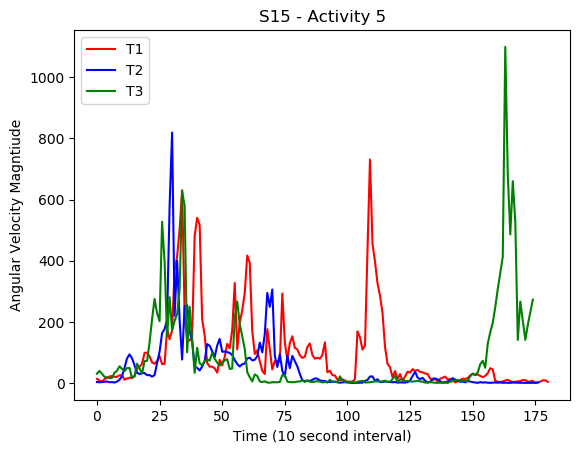 S15 - Activity 5
T1
T2
T3
Angular Velocity Magntiude
1000
800
600
400
200
0
0 25 50 75 100 125 150 175
Time (10 second interval)